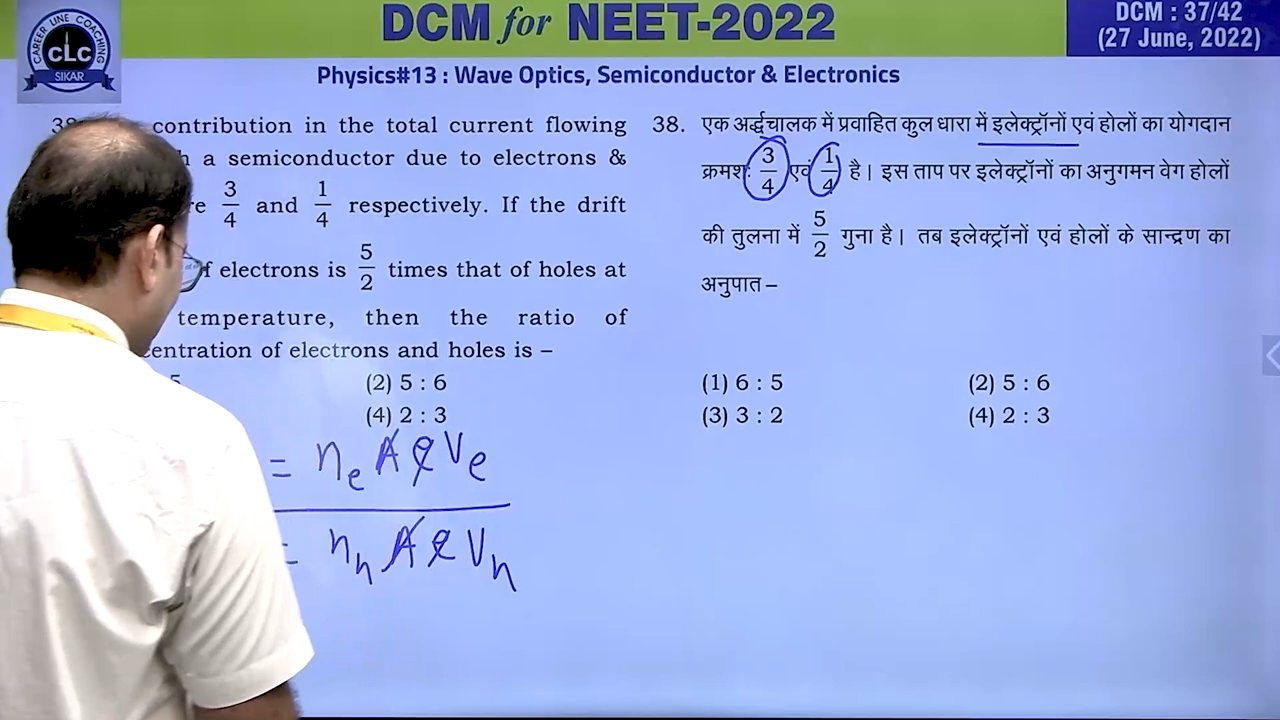 DCM for NEET-2022
DCM : 37/42
(27 June, 2022)
CAREER LINE COACHING
CLC
SIKAR
Physics#13 : Wave Optics, Semiconductor & Electronics
contribution in the total current flowing
a semiconductor due to electrons &
3/4 and 1/4 respectively. If the drift
of electrons is 5/2 times that of holes at
temperature, then the ratio of
of electrons and holes is –
(2) 5 : 6
(4) 2 : 3
= nₑ A e Vₑ
= nₕ A e Vₕ
38. एक अर्द्धचालक में प्रवाहित कुल धारा में इलेक्ट्रॉनों एवं होलों का योगदान
क्रमशः 3/4 एवं 1/4 है। इस ताप पर इलेक्ट्रॉनों का अनुगमन वेग होलों
की तुलना में 5/2 गुना है। तब इलेक्ट्रॉनों एवं होलों के सान्द्रण का
अनुपात –
(1) 6 : 5
(2) 5 : 6
(3) 3 : 2
(4) 2 : 3